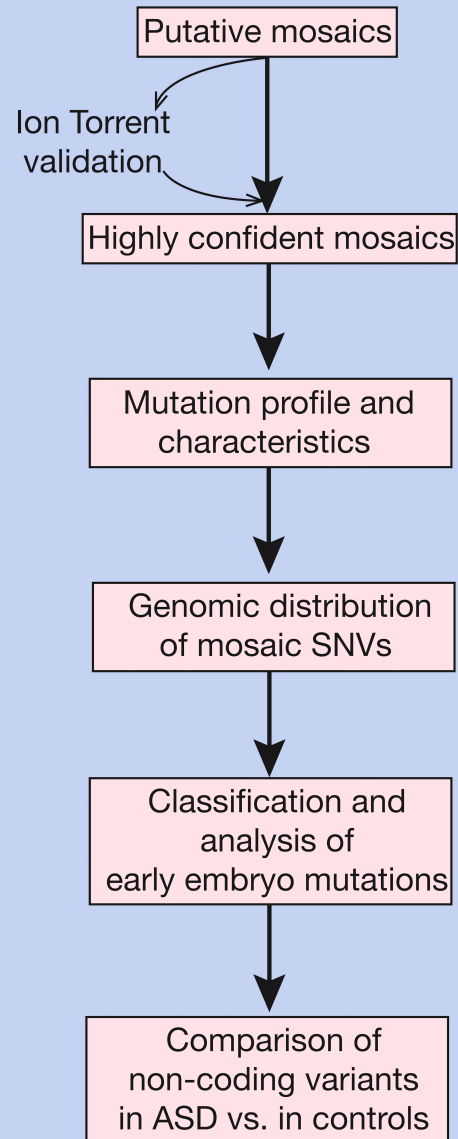 Putative mosaics
Ion Torrent
validation
Highly confident mosaics
Mutation profile and
characteristics
Genomic distribution
of mosaic SNVs
Classification and
analysis of
early embryo mutations
Comparison of
non-coding variants
in ASD vs. in controls